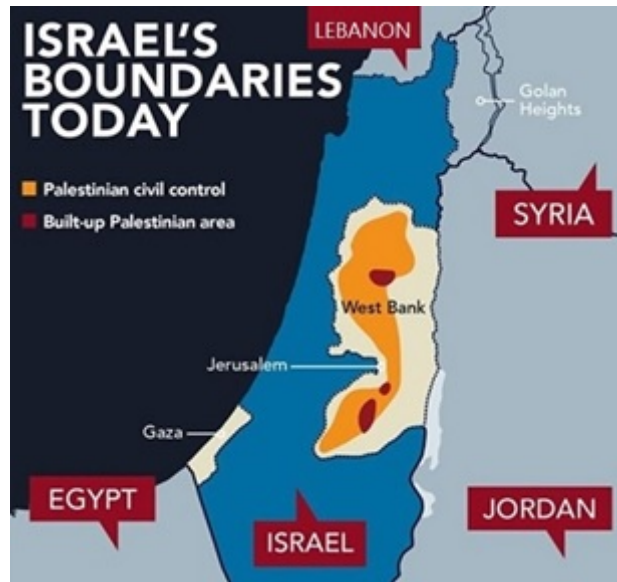 ISRAEL'S
BOUNDARIES
TODAY
Palestinian civil control
Built-up Palestinian area
LEBANON
Golan
Heights
SYRIA
West Bank
Jerusalem
Gaza
EGYPT
ISRAEL
JORDAN